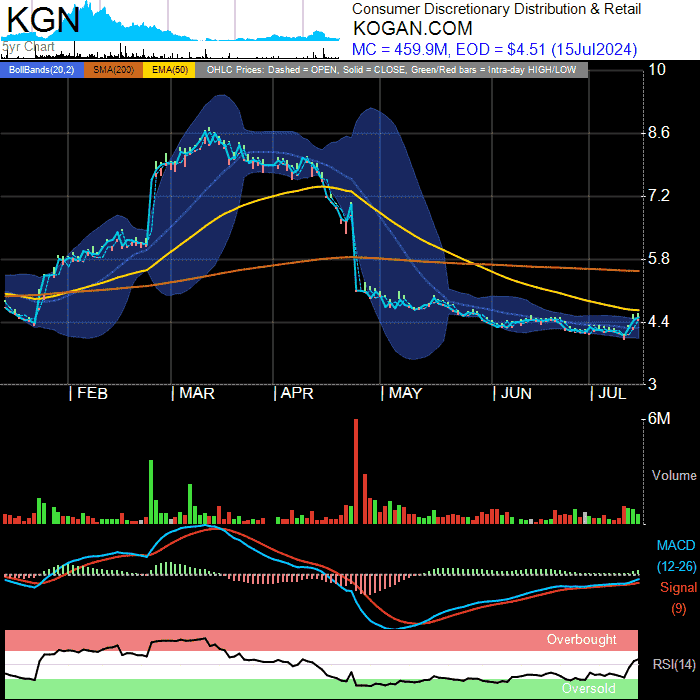 KGN
5yr Chart
Consumer Discretionary Distribution & Retail
KOGAN.COM
MC = 459.9M, EOD = $4.51 (15Jul2024)
BollBands(20,2) SMA(200) EMA(50) OHLC Prices: Dashed = OPEN, Solid = CLOSE, Green/Red bars = Intra-day HIGH/LOW
10
8.6
7.2
5.8
4.4
3
| FEB | MAR | APR | MAY | JUN | JUL
6M
Volume
MACD
(12-26)
Signal
(9)
Overbought
RSI(14)
Oversold